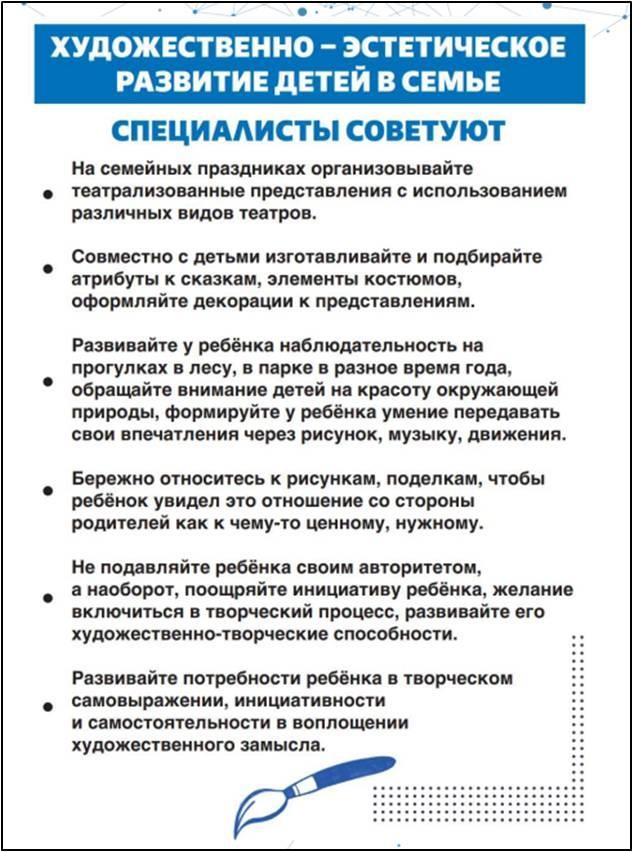 ХУДОЖЕСТВЕННО – ЭСТЕТИЧЕСКОЕ
РАЗВИТИЕ ДЕТЕЙ В СЕМЬЕ
СПЕЦИАЛИСТЫ СОВЕТУЮТ
• На семейных праздниках организовывайте
театрализованные представления с использованием
различных видов театров.
• Совместно с детьми изготавливайте и подбирайте
атрибуты к сказкам, элементы костюмов,
оформляйте декорации к представлениям.
• Развивайте у ребёнка наблюдательность на
прогулках в лесу, в парке в разное время года,
обращайте внимание детей на красоту окружающей
природы, формируйте у ребёнка умение передавать
свои впечатления через рисунок, музыку, движения.
• Бережно относитесь к рисункам, поделкам, чтобы
ребёнок увидел это отношение со стороны
родителей как к чему-то ценному, нужному.
• Не подавляйте ребёнка своим авторитетом,
а наоборот, поощряйте инициативу ребёнка, желание
включиться в творческий процесс, развивайте его
художественно-творческие способности.
• Развивайте потребности ребёнка в творческом
самовыражении, инициативности
и самостоятельности в воплощении
художественного замысла.